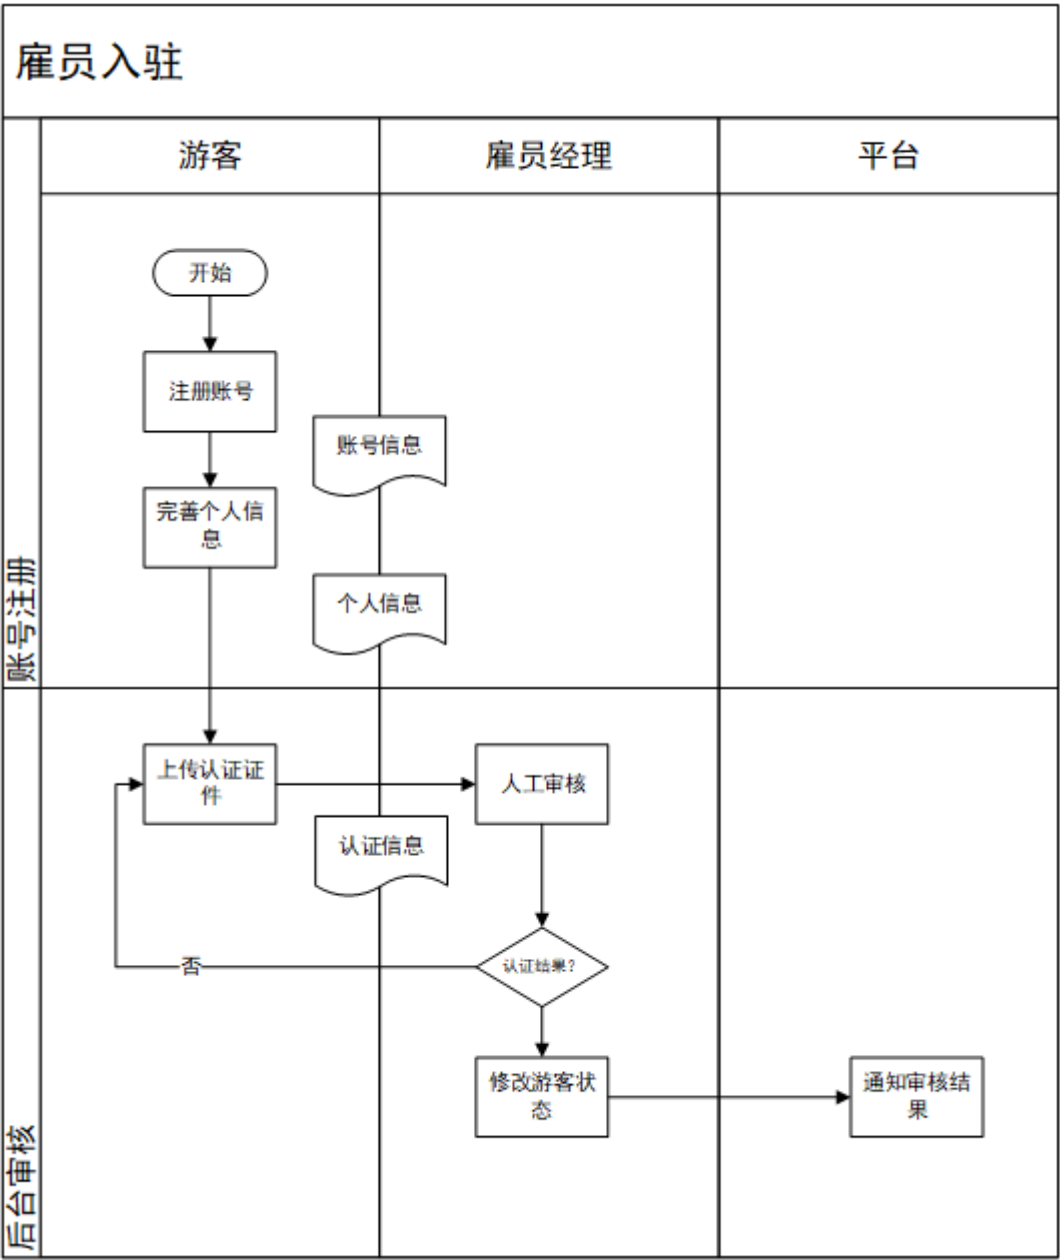 雇员入驻
游客
雇员经理
平台
账号注册
开始
注册账号
账号信息
完善个人信
息
个人信息
后台审核
上传认证证
件
人工审核
认证信息
否
认证结果？
修改游客状
态
通知审核结
果